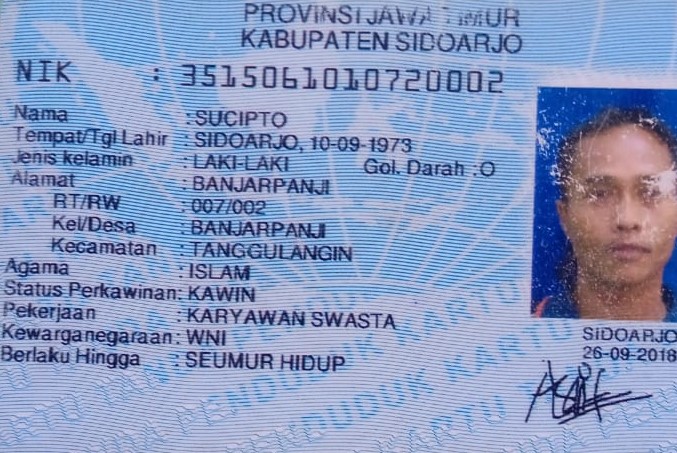 PROVINSI JAWA TIMUR
KABUPATEN SIDOARJO
NIK : 3515061010720002
Nama : SUCIPTO
Tempat/Tgl Lahir : SIDOARJO, 10-09-1973
Jenis kelamin : LAKI-LAKI Gol. Darah : O
Alamat : BANJARPANJI
RT/RW : 007/002
Kel/Desa : BANJARPANJI
Kecamatan : TANGGULANGIN
Agama : ISLAM
Status Perkawinan: KAWIN
Pekerjaan : KARYAWAN SWASTA
Kewarganegaraan: WNI
Berlaku Hingga : SEUMUR HIDUP
SIDOARJO
26-09-2018